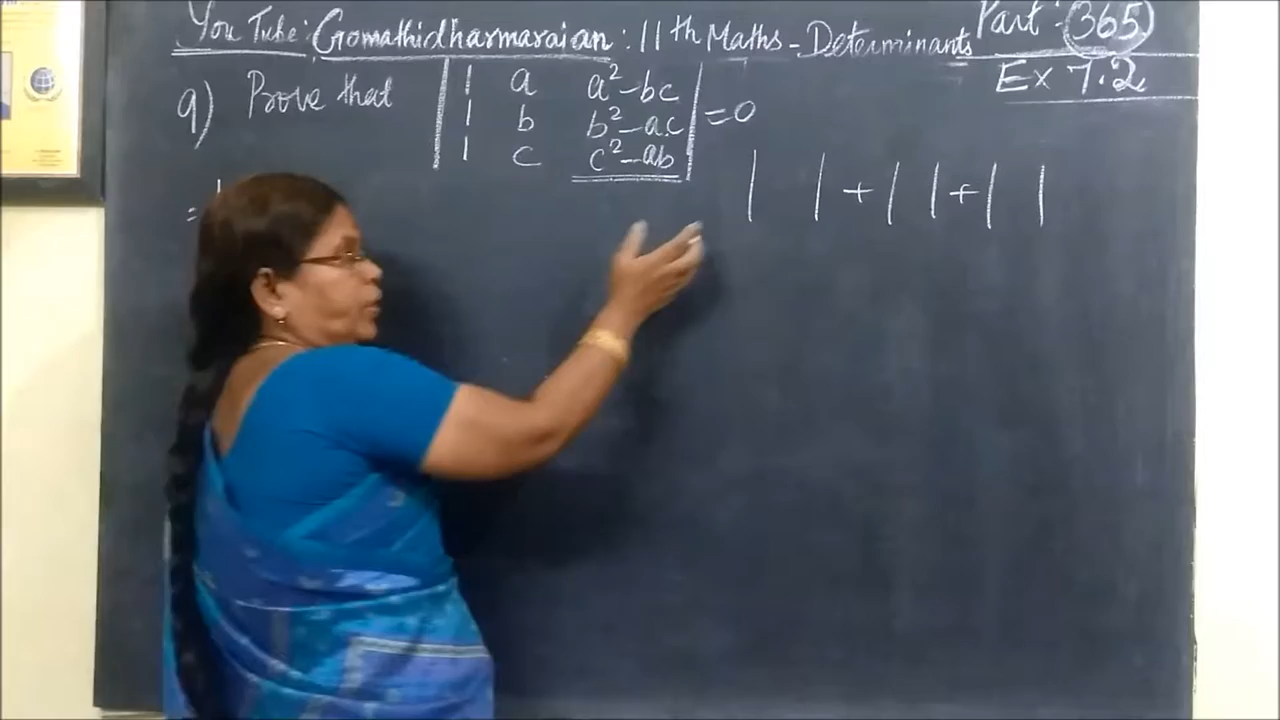 You Tube : Gomathidharmarajan : 11th Maths - Determinants Part : 365
Ex 7.2
9) Prove that | 1 a a²-bc |
| 1 b b²-ac | = 0
| 1 c c²-ab |
= | | | + | | + | |